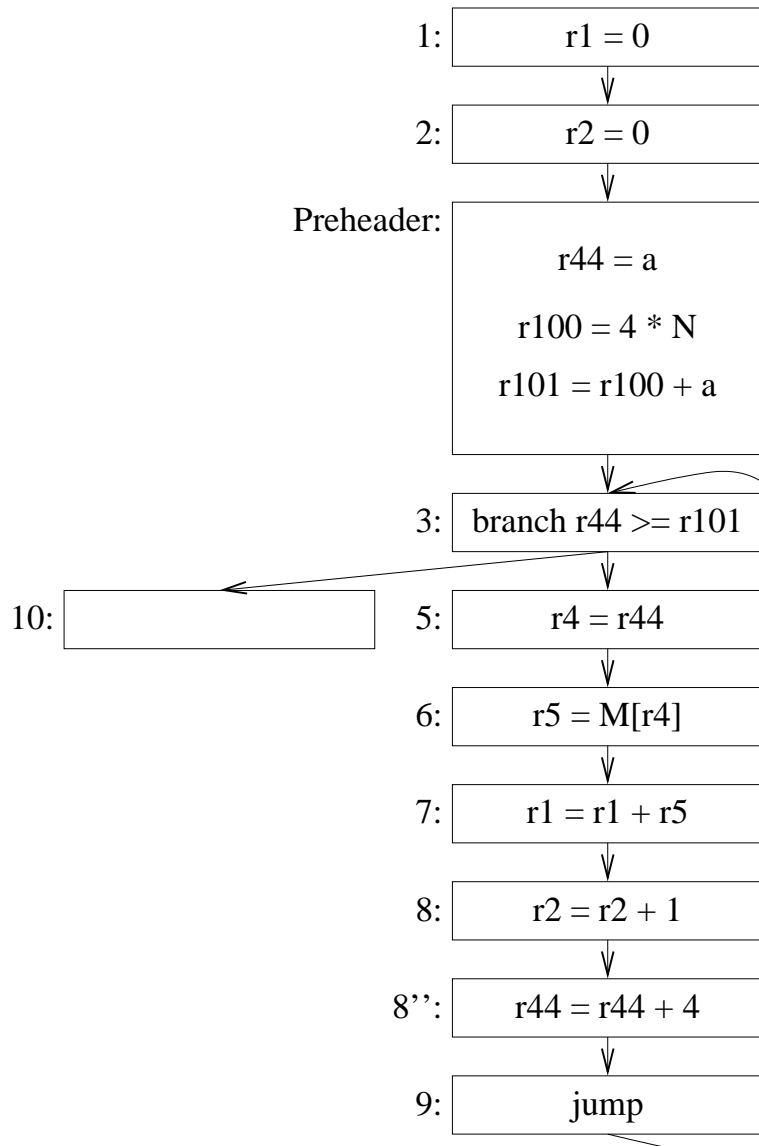 1: r1 = 0
2: r2 = 0
Preheader:
r44 = a
r100 = 4 * N
r101 = r100 + a
3: branch r44 >= r101
10:
5: r4 = r44
6: r5 = M[r4]
7: r1 = r1 + r5
8: r2 = r2 + 1
8’’: r44 = r44 + 4
9: jump